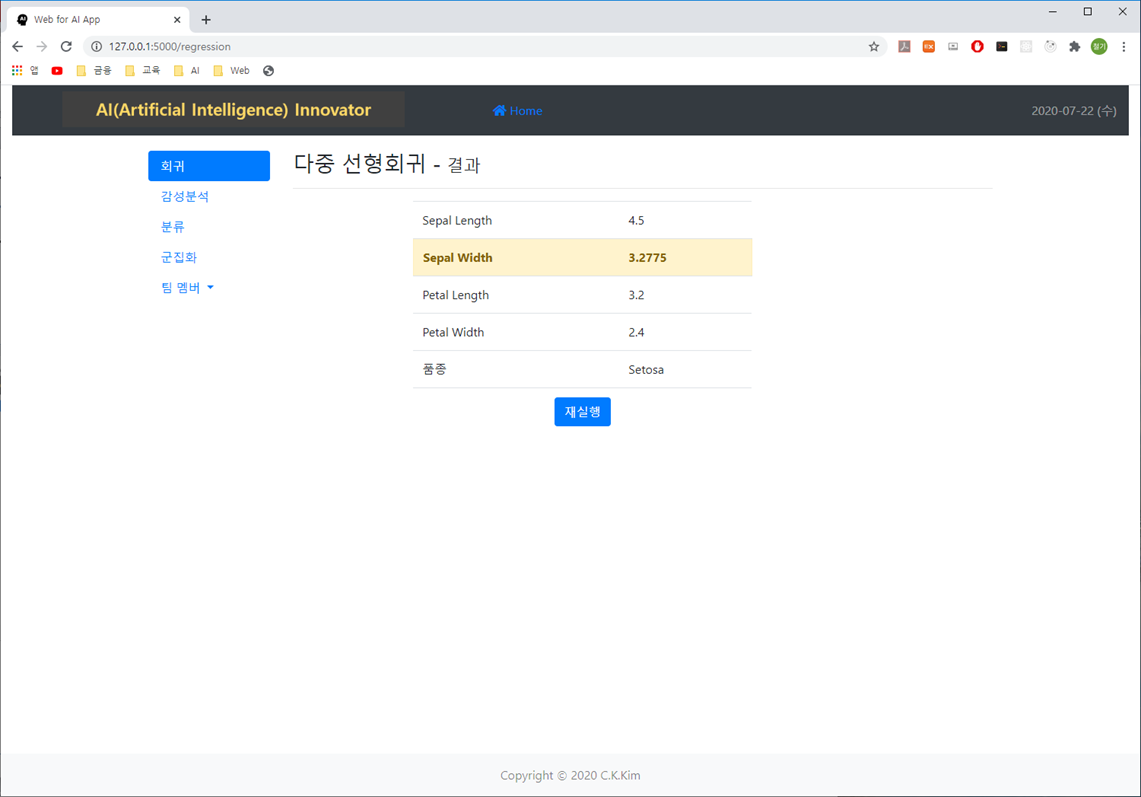 Web for AI App
127.0.0.1:5000/regression
철기
앱
금융
교육
AI
Web
AI(Artificial Intelligence) Innovator
Home
2020-07-22 (수)
회귀
감성분석
분류
군집화
팀 멤버
다중 선형회귀 - 결과
Sepal Length 4.5
Sepal Width 3.2775
Petal Length 3.2
Petal Width 2.4
품종 Setosa
재실행
Copyright © 2020 C.K.Kim